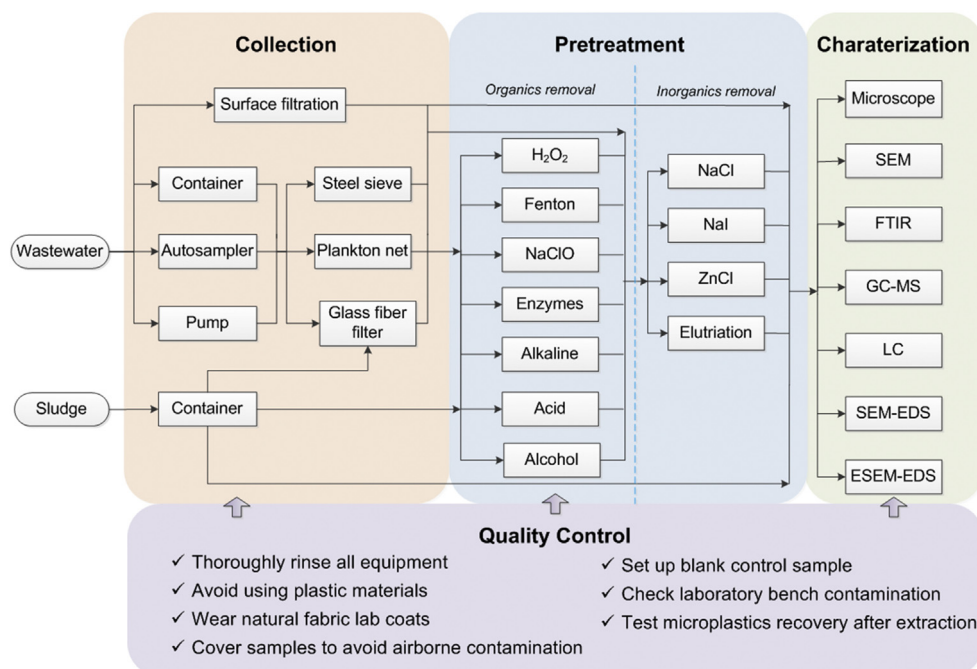 Collection
Pretreatment
Charaterization
Organics removal
Inorganics removal
Wastewater
Sludge
Surface filtration
Container
Autosampler
Pump
Container
Steel sieve
Plankton net
Glass fiber
filter
H₂O₂
Fenton
NaClO
Enzymes
Alkaline
Acid
Alcohol
NaCl
NaI
ZnCl
Elutriation
Microscope
SEM
FTIR
GC-MS
LC
SEM-EDS
ESEM-EDS
Quality Control
✓ Thoroughly rinse all equipment
✓ Avoid using plastic materials
✓ Wear natural fabric lab coats
✓ Cover samples to avoid airborne contamination
✓ Set up blank control sample
✓ Check laboratory bench contamination
✓ Test microplastics recovery after extraction